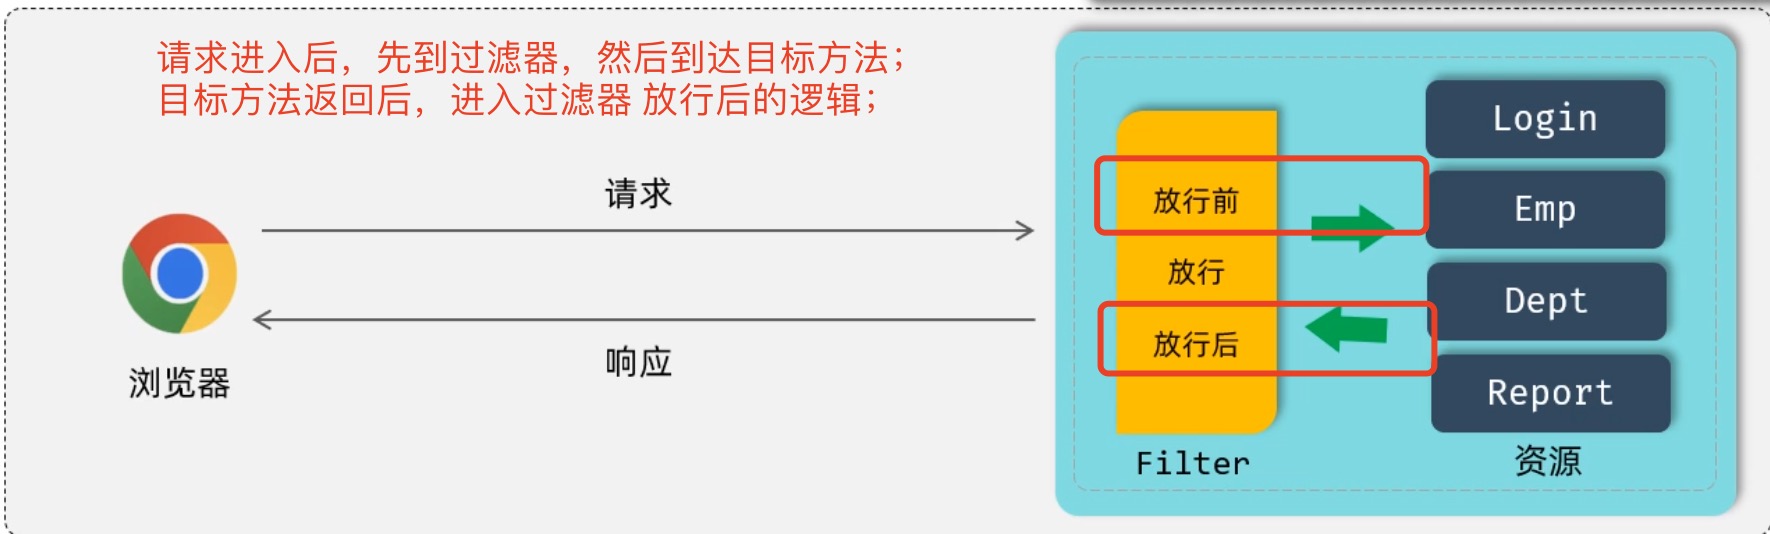 请求进入后，先到过滤器，然后到达目标方法；
目标方法返回后，进入过滤器 放行后的逻辑；
请求
响应
浏览器
放行前
放行
放行后
Filter
Login
Emp
Dept
Report
资源